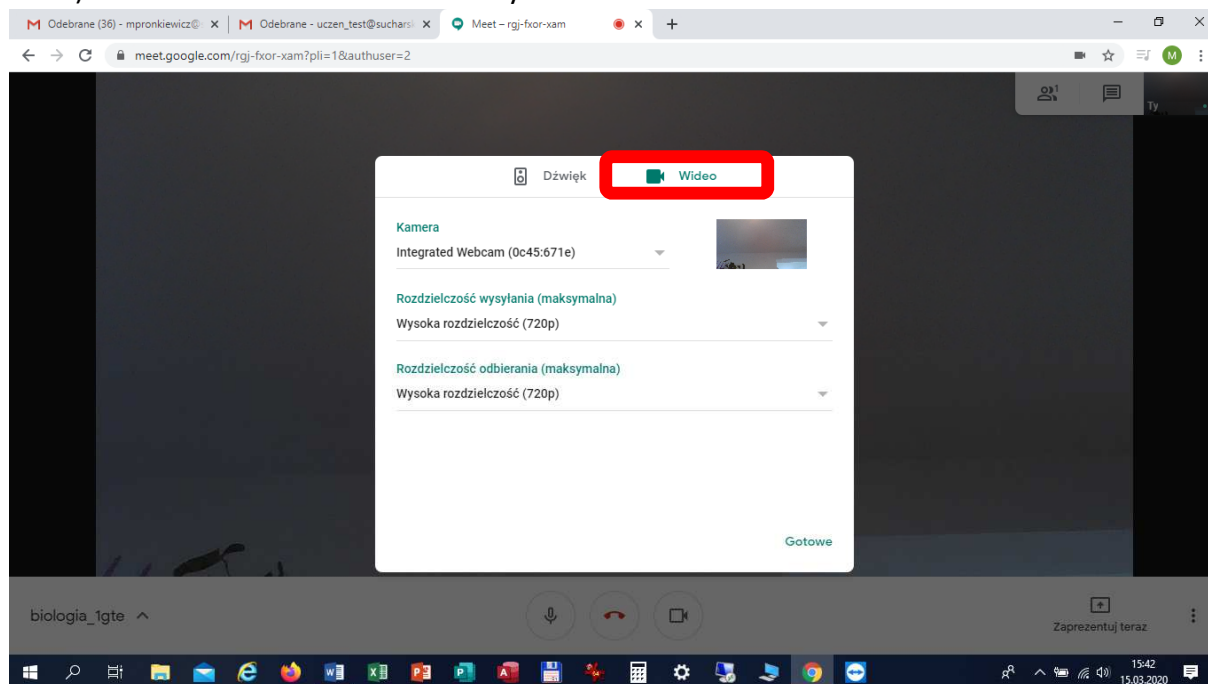 Odebrane (36) - mpronkiewicz@
Odebrane - uczen_test@suchars
Meet – rgj-fxor-xam
meet.google.com/rgj-fxor-xam?pli=1&authuser=2
M
1
Ty
Dźwięk
Wideo
Kamera
Integrated Webcam (0c45:671e)
Rozdzielczość wysyłania (maksymalna)
Wysoka rozdzielczość (720p)
Rozdzielczość odbierania (maksymalna)
Wysoka rozdzielczość (720p)
Gotowe
biologia_1gte
Zaprezentuj teraz
15:42
15.03.2020